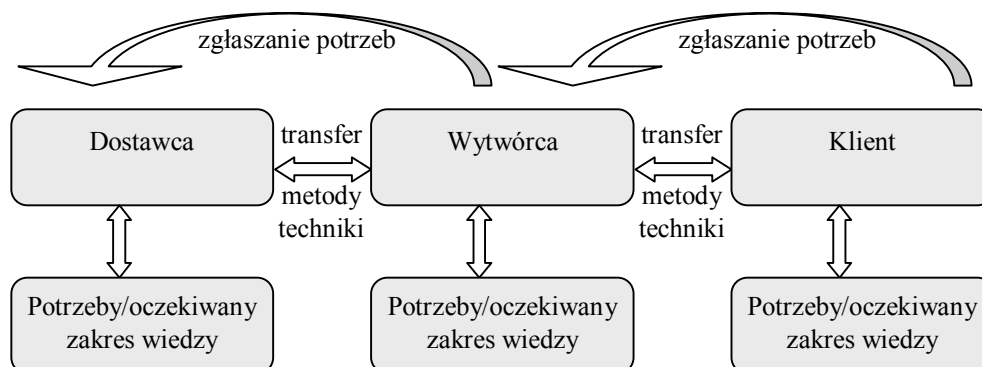 zgłaszanie potrzeb
zgłaszanie potrzeb
Dostawca
transfer
Wytwórca
transfer
Klient
metody
techniki
metody
techniki
Potrzeby/oczekiwany
zakres wiedzy
Potrzeby/oczekiwany
zakres wiedzy
Potrzeby/oczekiwany
zakres wiedzy